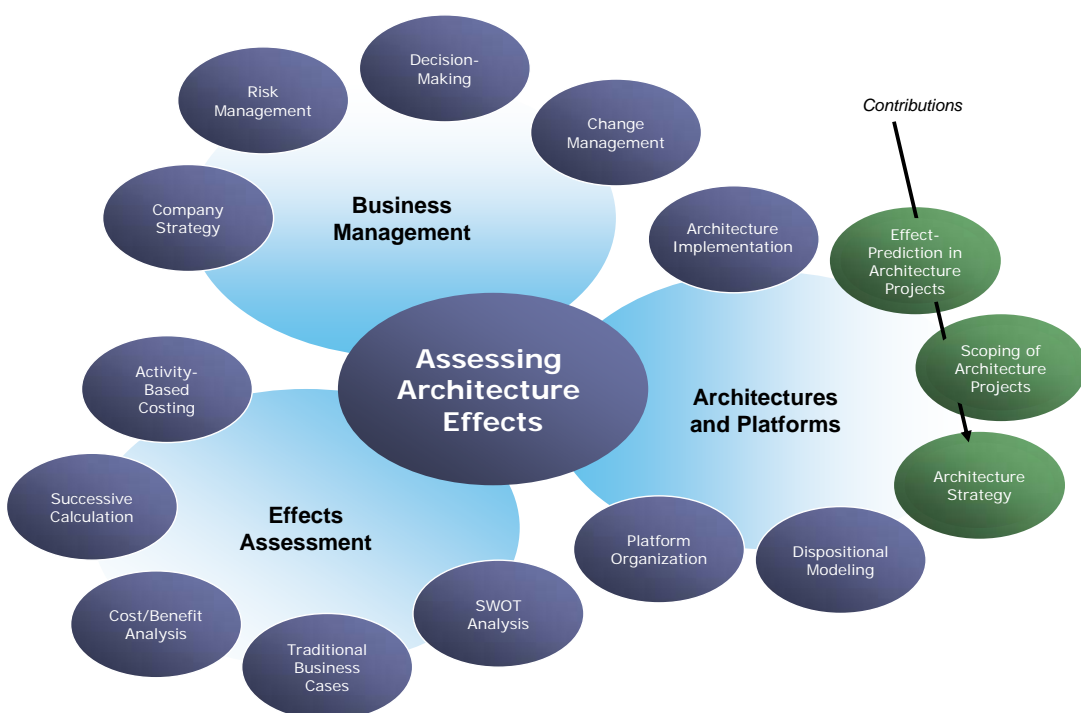 Decision-
Making
Risk
Management
Change
Management
Contributions
Company
Strategy
Business
Management
Architecture
Implementation
Effect-
Prediction in
Architecture
Projects
Assessing
Architecture
Effects
Scoping of
Architecture
Projects
Activity-
Based
Costing
Architectures
and Platforms
Architecture
Strategy
Successive
Calculation
Effects
Assessment
Platform
Organization
Dispositional
Modeling
Cost/Benefit
Analysis
SWOT
Analysis
Traditional
Business
Cases